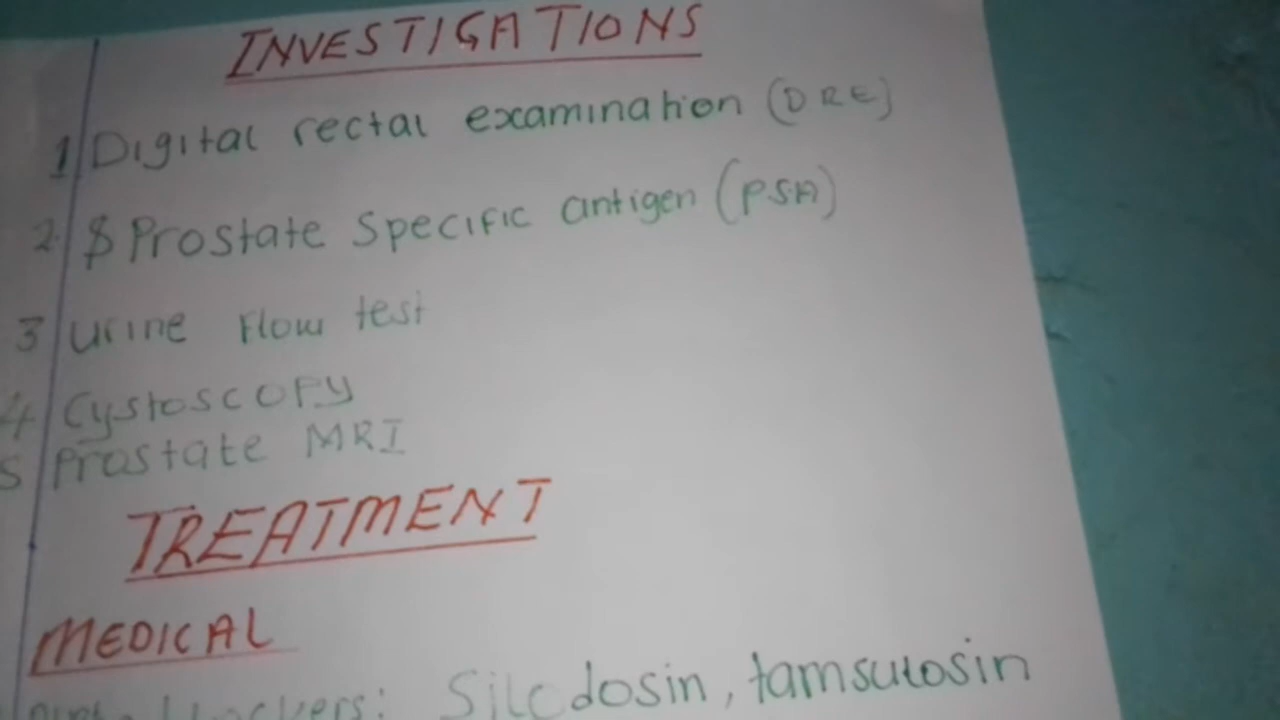 INVESTIGATIONS
1 Digital rectal examination (DRE)
2. $ Prostate Specific antigen (PSA)
3 Urine Flow test
4 Cystoscopy
5 Prostate MRI
TREATMENT
MEDICAL
Silodosin, tamsulosin